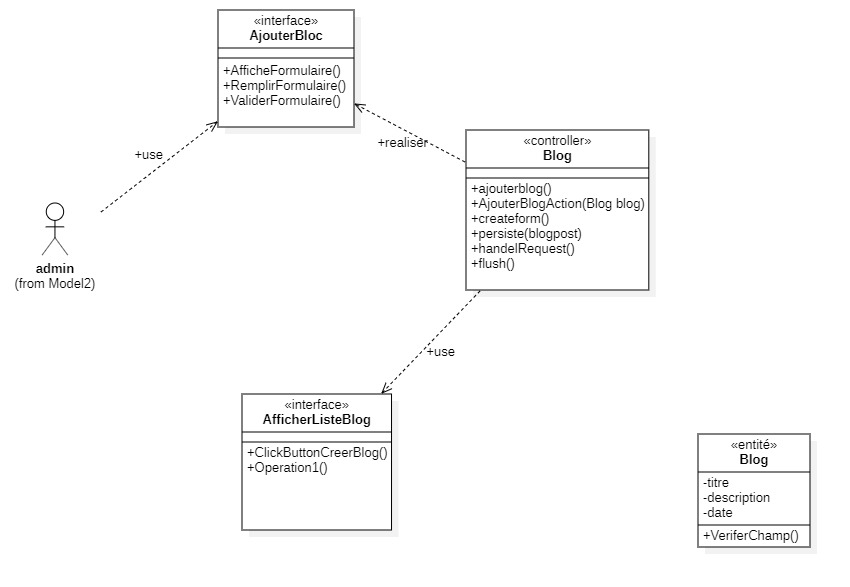 «interface»
AjouterBloc
+AfficheFormulaire()
+RemplirFormulaire()
+ValiderFormulaire()
+use
+realiser
«controller»
Blog
+ajouterblog()
+AjouterBlogAction(Blog blog)
+createform()
+persiste(blogpost)
+handelRequest()
+flush()
admin
(from Model2)
+use
«interface»
AfficherListeBlog
+ClickButtonCreerBlog()
+Operation1()
«entité»
Blog
-titre
-description
-date
+VeriferChamp()